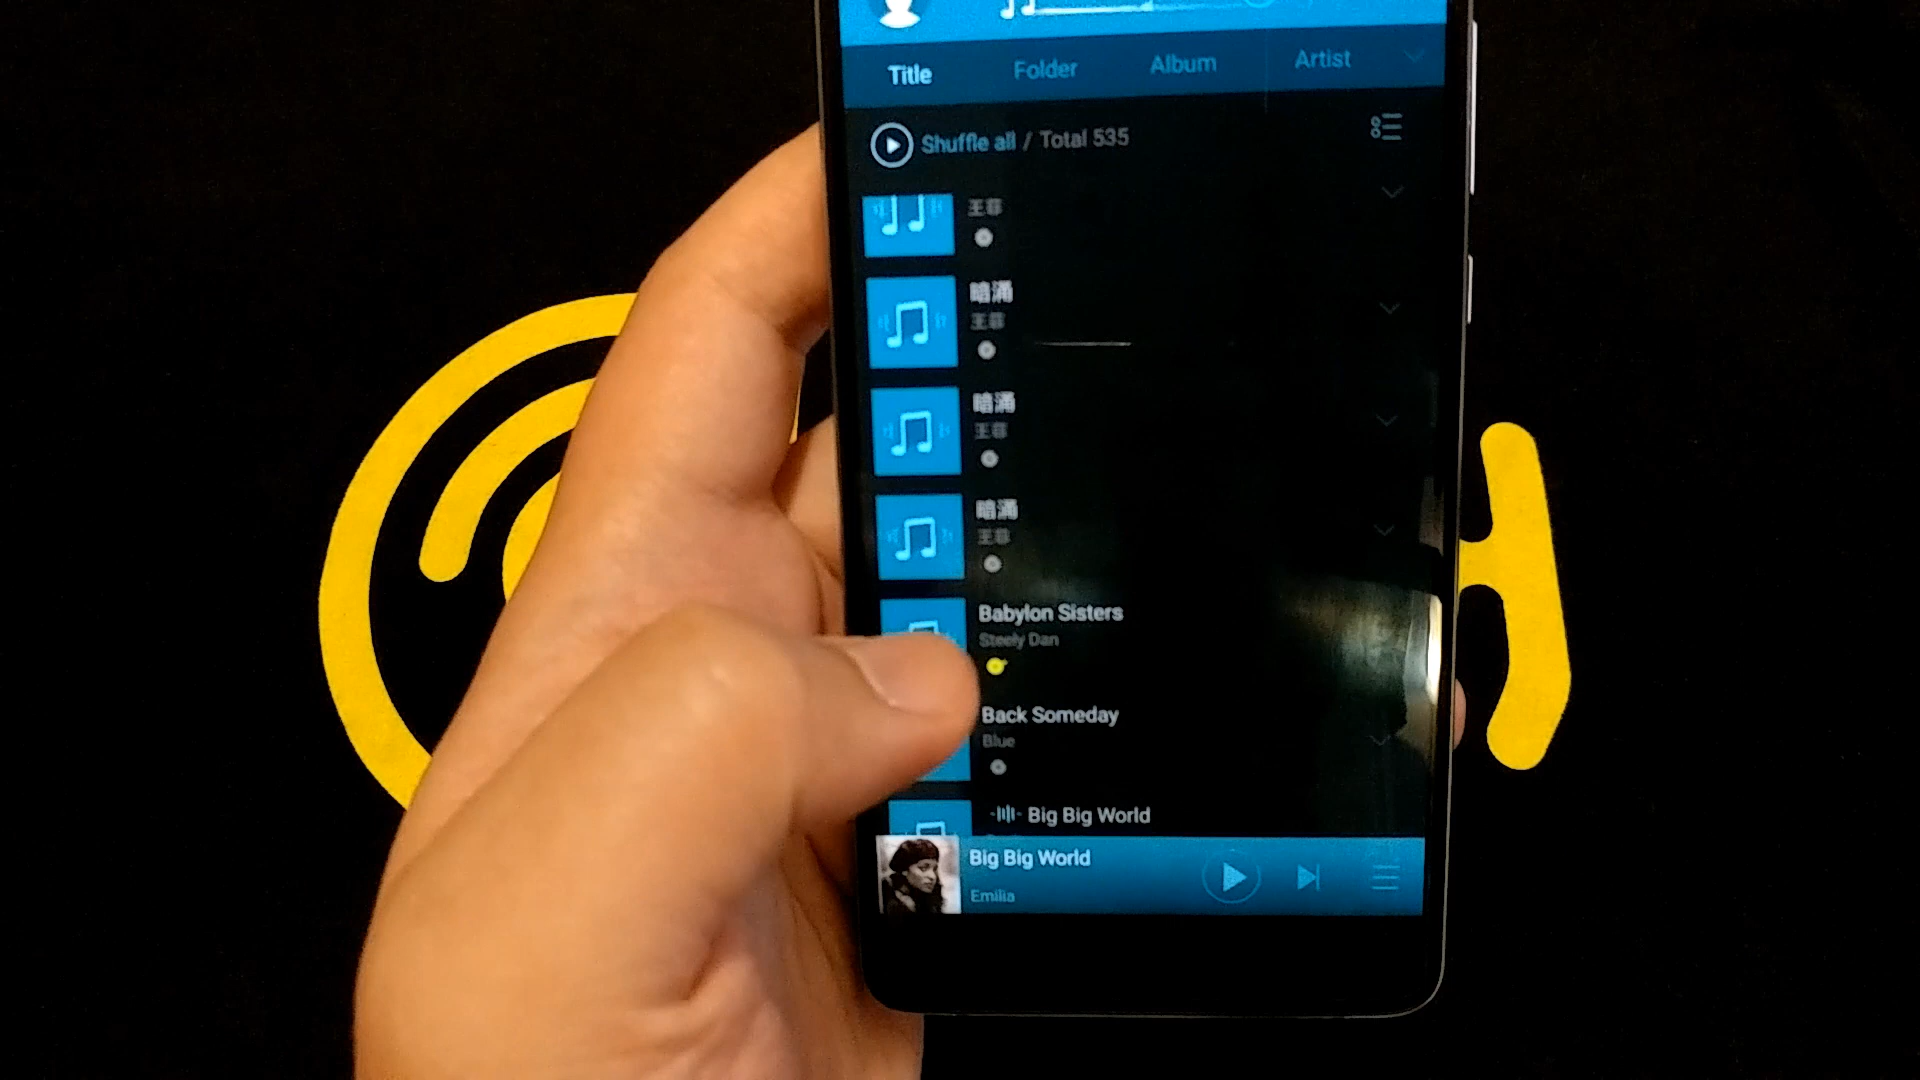 Title Folder Album Artist
Shuffle all / Total 535
王菲
暗涌
王菲
暗涌
王菲
暗涌
王菲
Babylon Sisters
Steely Dan
Back Someday
Blue
Big Big World
Big Big World
Emilia